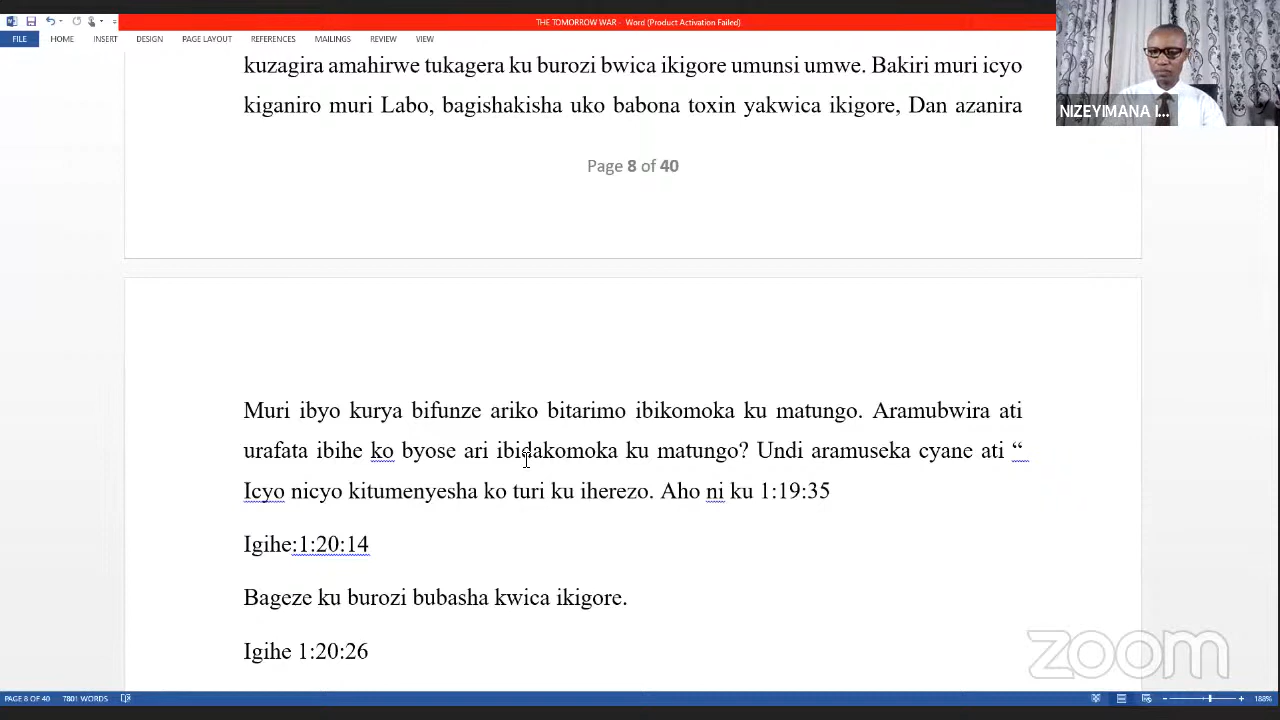 THE TOMORROW WAR - Word (Product Activation Failed)
FILE HOME INSERT DESIGN PAGE LAYOUT REFERENCES MAILINGS REVIEW VIEW
NIZEYIMANA I...
kuzagira amahirwe tukagera ku burozi bwica ikigore umunsi umwe. Bakiri muri icyo
kiganiro muri Labo, bagishakisha uko babona toxin yakwica ikigore, Dan azanira
Page 8 of 40
Muri ibyo kurya bifunze ariko bitarimo ibikomoka ku matungo. Aramubwira ati
urafata ibihe ko byose ari ibidakomoka ku matungo? Undi aramuseka cyane ati “
Icyo nicyo kitumenyesha ko turi ku iherezo. Aho ni ku 1:19:35
Igihe:1:20:14
Bageze ku burozi bubasha kwica ikigore.
Igihe 1:20:26
zoom
PAGE 8 OF 40 7801 WORDS 188%